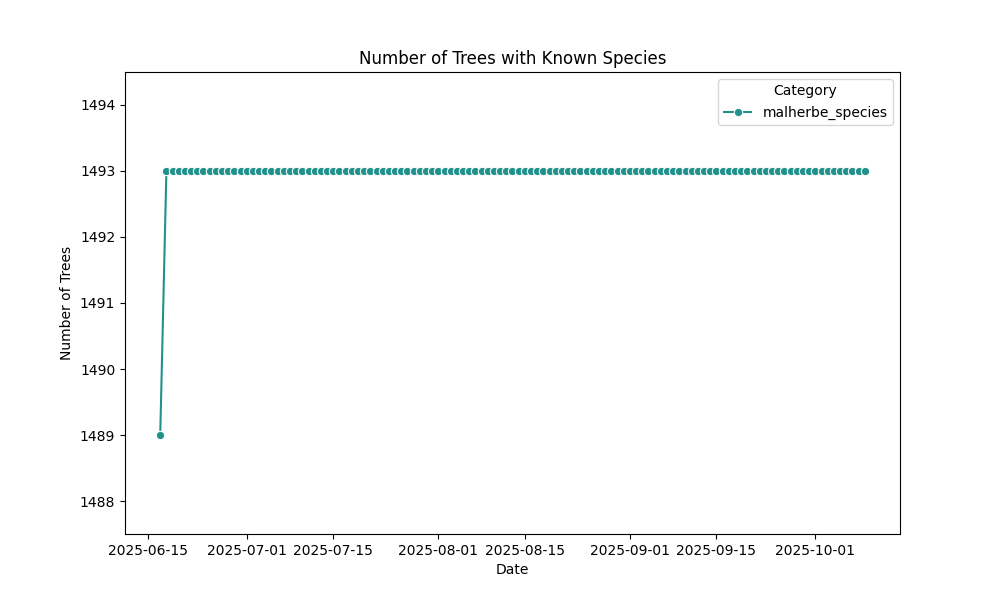 Number of Trees with Known Species
Category
malherbe_species
1494
1493
1492
1491
1490
1489
1488
Number of Trees
2025-06-15 2025-07-01 2025-07-15 2025-08-01 2025-08-15 2025-09-01 2025-09-15 2025-10-01
Date